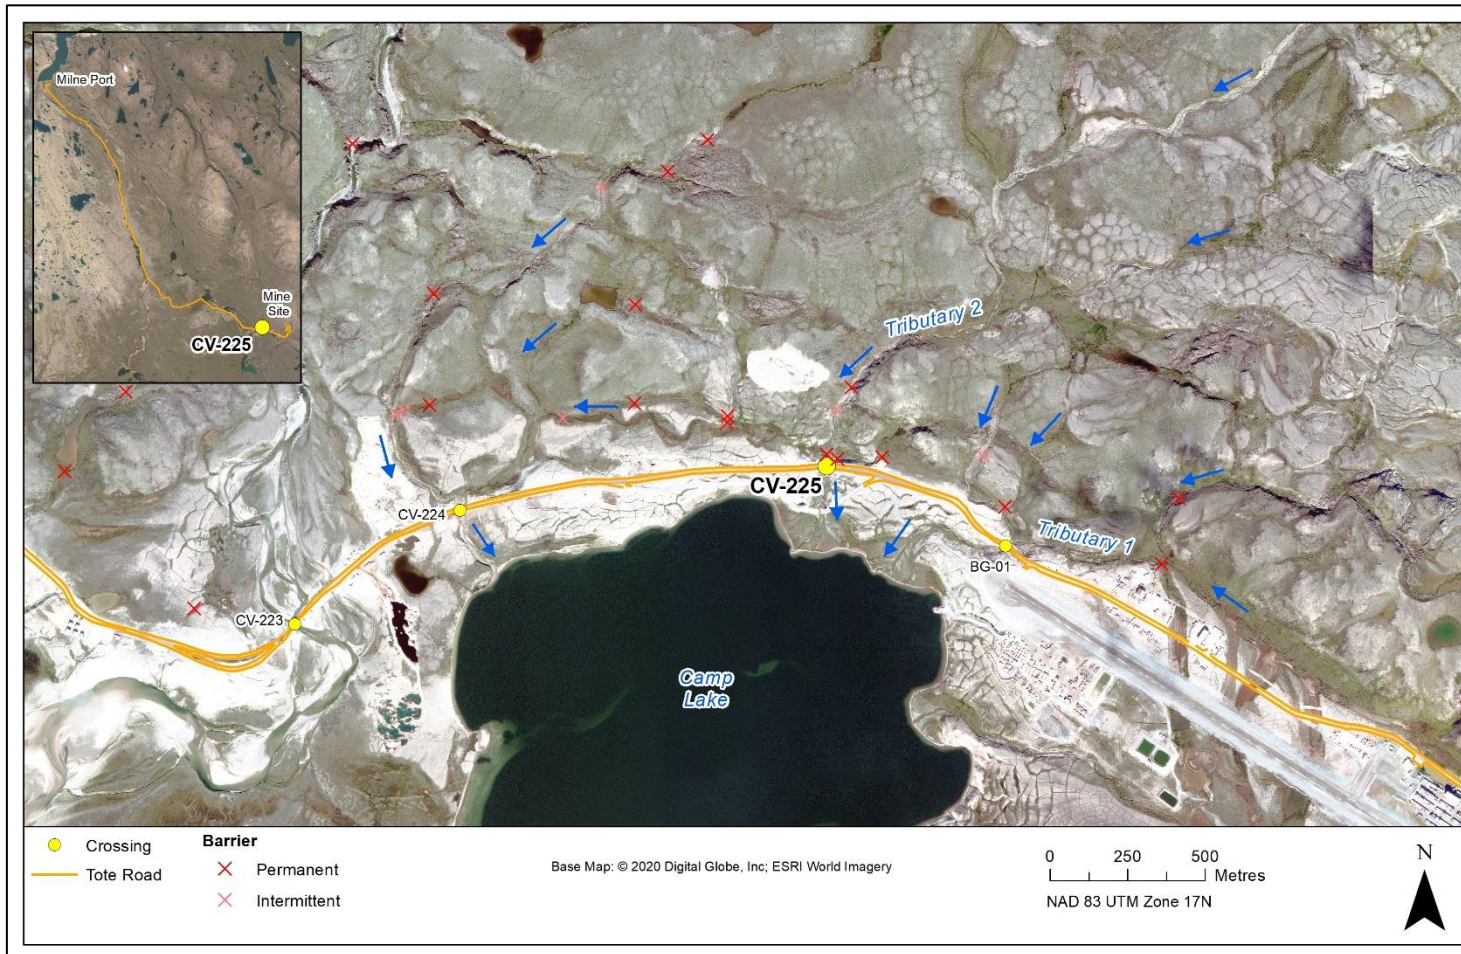 Milne Port
Mine
Site
CV-225
Tributary 2
CV-225
CV-224
Tributary 1
BG-01
CV-223
Camp
Lake
Crossing
Tote Road
Barrier
Permanent
Intermittent
Base Map: © 2020 Digital Globe, Inc; ESRI World Imagery
0 250 500
Metres
NAD 83 UTM Zone 17N
N